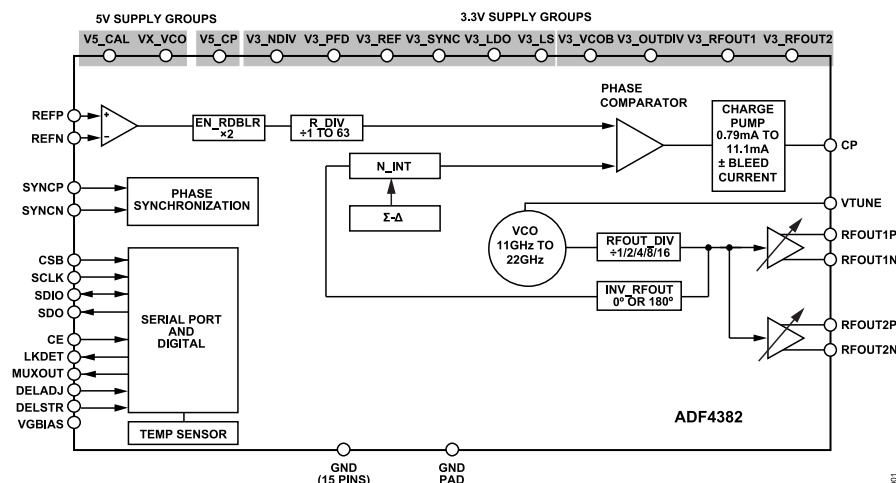 5V SUPPLY GROUPS
3.3V SUPPLY GROUPS
V5_CAL VX_VCO V5_CP V3_NDIV V3_PFD V3_REF V3_SYNC V3_LDO V3_LS V3_VCOB V3_OUTDIV V3_RFOUT1 V3_RFOUT2
REFP
REFN
+
–
EN_RDBLR
×2
R_DIV
÷1 TO 63
PHASE
COMPARATOR
CHARGE
PUMP
0.79mA TO
11.1mA
± BLEED
CURRENT
CP
N_INT
Σ-Δ
SYNCP
SYNCN
PHASE
SYNCHRONIZATION
VTUNE
VCO
11GHz TO
22GHz
RFOUT_DIV
÷1/2/4/8/16
INV_RFOUT
0º OR 180º
RFOUT1P
RFOUT1N
RFOUT2P
RFOUT2N
CSB
SCLK
SDIO
SDO
CE
LKDET
MUXOUT
DELADJ
DELSTR
VGBIAS
SERIAL PORT
AND
DIGITAL
TEMP SENSOR
ADF4382
GND
(15 PINS)
GND
PAD